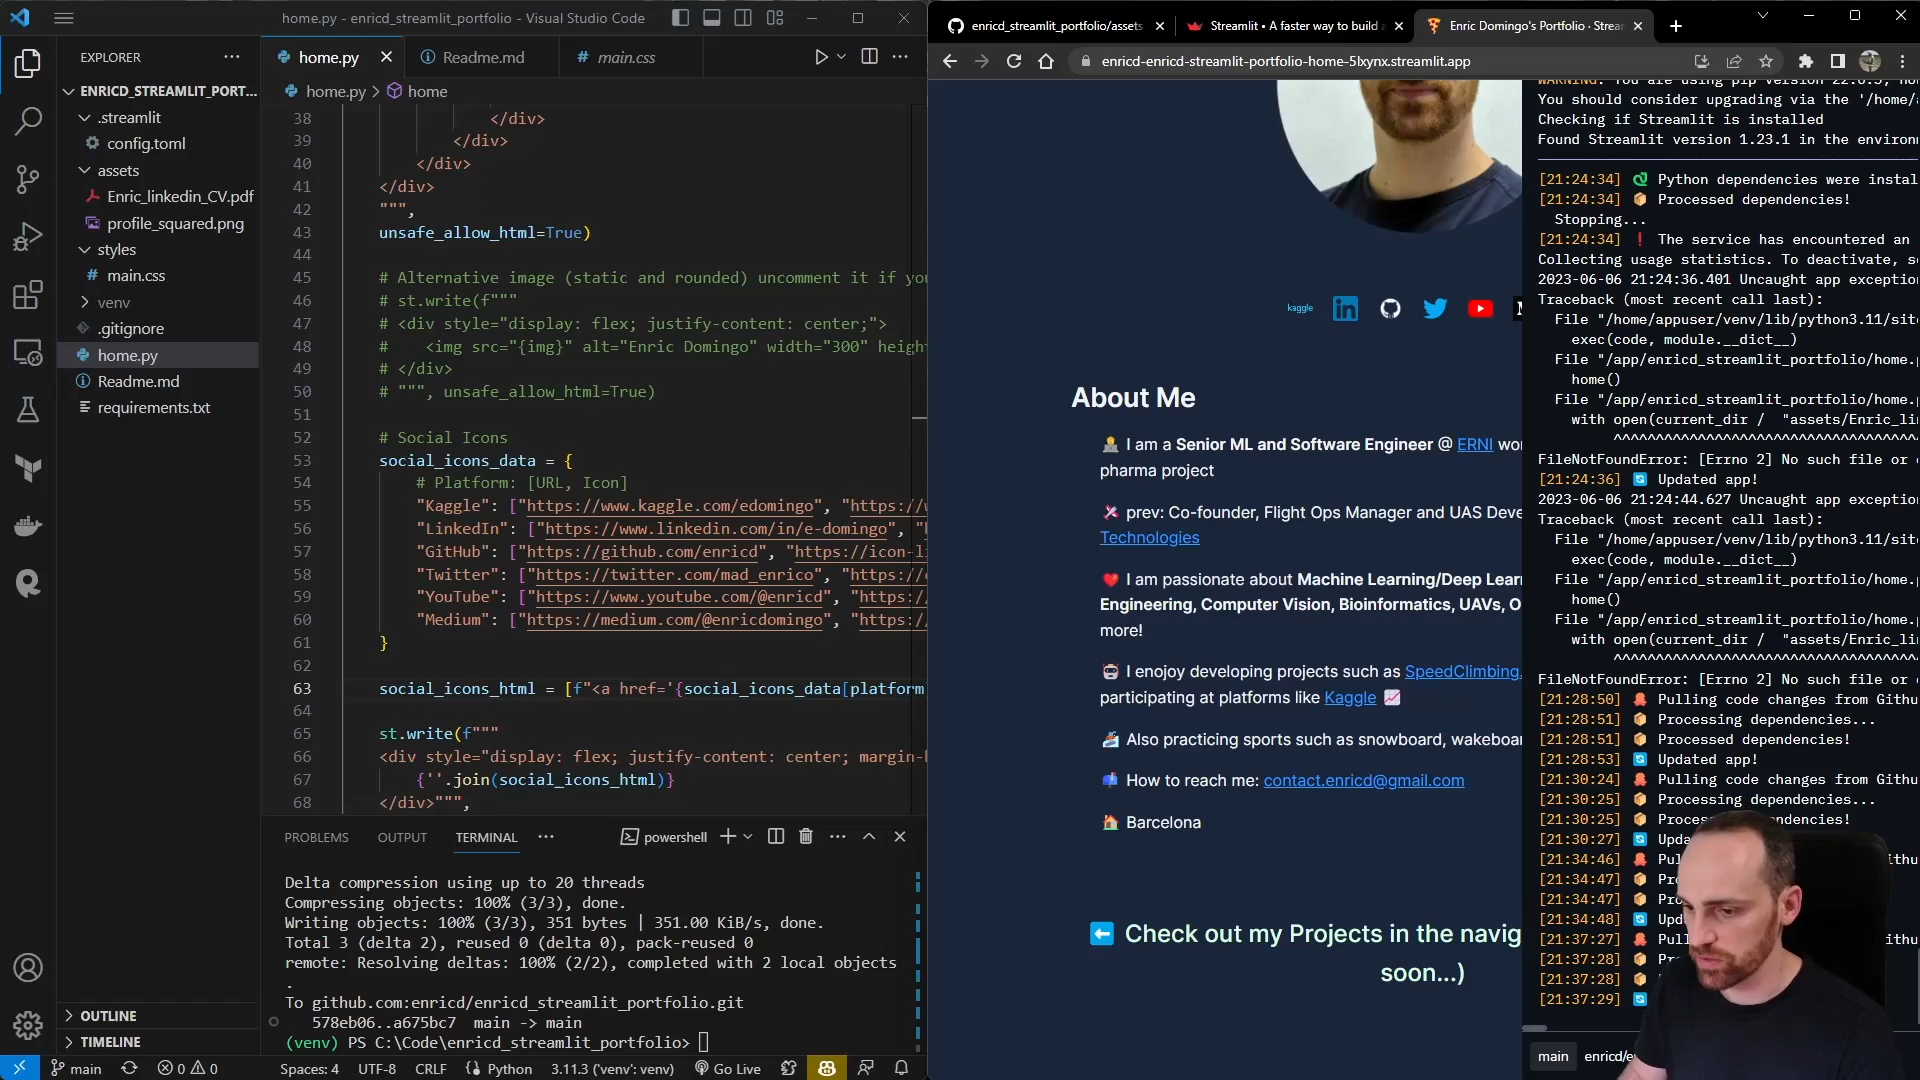 home.py - enricd_streamlit_portfolio - Visual Studio Code
EXPLORER
ENRICD_STREAMLIT_PORT...
.streamlit
config.toml
assets
Enric_linkedin_CV.pdf
profile_squared.png
styles
main.css
venv
.gitignore
home.py
Readme.md
requirements.txt
OUTLINE
TIMELINE
home.py
Readme.md
main.css
home.py > home
38 </div>
39 </div>
40 </div>
41 </div>
42 """,
43 unsafe_allow_html=True)
44
45 # Alternative image (static and rounded) uncomment it if yo
46 # st.write(f"""
47 # <div style="display: flex; justify-content: center;">
48 #    <img src="{img}" alt="Enric Domingo" width="300" heigh
49 # </div>
50 # """, unsafe_allow_html=True)
51
52 # Social Icons
53 social_icons_data = {
54 # Platform: [URL, Icon]
55 "Kaggle": ["https://www.kaggle.com/edomingo", "https://w
56 "LinkedIn": ["https://www.linkedin.com/in/e-domingo",
57 "GitHub": ["https://github.com/enricd", "https://icon-li
58 "Twitter": ["https://twitter.com/mad_enrico", "https://
59 "YouTube": ["https://www.youtube.com/@enricd", "https://
60 "Medium": ["https://medium.com/@enricdomingo", "https://
61 }
62
63 social_icons_html = [f"<a href='{social_icons_data[platform
64
65 st.write(f"""
66 <div style="display: flex; justify-content: center; margin-b
67 {''.join(social_icons_html)}
68 </div>""",
PROBLEMS OUTPUT TERMINAL
powershell
Delta compression using up to 20 threads
Compressing objects: 100% (3/3), done.
Writing objects: 100% (3/3), 351 bytes | 351.00 KiB/s, done.
Total 3 (delta 2), reused 0 (delta 0), pack-reused 0
remote: Resolving deltas: 100% (2/2), completed with 2 local objects
.
To github.com:enricd/enricd_streamlit_portfolio.git
578eb06..a675bc7  main -> main
(venv) PS C:\Code\enricd_streamlit_portfolio>
main 0 0 Spaces: 4 UTF-8 CRLF Python 3.11.3 ('venv': venv) Go Live
enricd_streamlit_portfolio/assets
Streamlit • A faster way to build
Enric Domingo's Portfolio · Strea
enricd-enricd-streamlit-portfolio-home-5lxynx.streamlit.app
kaggle
About Me
I am a Senior ML and Software Engineer @ ERNI wo
pharma project
prev: Co-founder, Flight Ops Manager and UAS Deve
Technologies
I am passionate about Machine Learning/Deep Lear
Engineering, Computer Vision, Bioinformatics, UAVs, O
more!
I enojoy developing projects such as SpeedClimbing.
participating at platforms like Kaggle
Also practicing sports such as snowboard, wakeboar
How to reach me: contact.enricd@gmail.com
Barcelona
Check out my Projects in the navig
soon...)
You should consider upgrading via the '/home/a
Checking if Streamlit is installed
Found Streamlit version 1.23.1 in the environm
[21:24:34] Python dependencies were instal
[21:24:34] Processed dependencies!
Stopping...
[21:24:34] The service has encountered an
Collecting usage statistics. To deactivate, se
2023-06-06 21:24:36.401 Uncaught app exception
Traceback (most recent call last):
File "/home/appuser/venv/lib/python3.11/site
exec(code, module.__dict__)
File "/app/enricd_streamlit_portfolio/home.p
home()
File "/app/enricd_streamlit_portfolio/home.p
with open(current_dir /  "assets/Enric_lin
^^^^^^^^^^^^^^^^^^^^^^^^^^^^^^^^^^^^^
FileNotFoundError: [Errno 2] No such file or d
[21:24:36] Updated app!
2023-06-06 21:24:44.627 Uncaught app exception
Traceback (most recent call last):
File "/home/appuser/venv/lib/python3.11/site
exec(code, module.__dict__)
File "/app/enricd_streamlit_portfolio/home.p
home()
File "/app/enricd_streamlit_portfolio/home.p
with open(current_dir /  "assets/Enric_lin
^^^^^^^^^^^^^^^^^^^^^^^^^^^^^^^^^^^^^
FileNotFoundError: [Errno 2] No such file or d
[21:28:50] Pulling code changes from Githu
[21:28:51] Processing dependencies...
[21:28:51] Processed dependencies!
[21:28:53] Updated app!
[21:30:24] Pulling code changes from Githu
[21:30:25] Processing dependencies...
[21:30:25] Proces
[21:30:27] Upda
[21:34:46] Pul
[21:34:47] Pro
[21:34:47] Pro
[21:34:48] Upd
[21:37:27] Pul
[21:37:28] Pr
[21:37:28]
[21:37:29]
main enricd/e